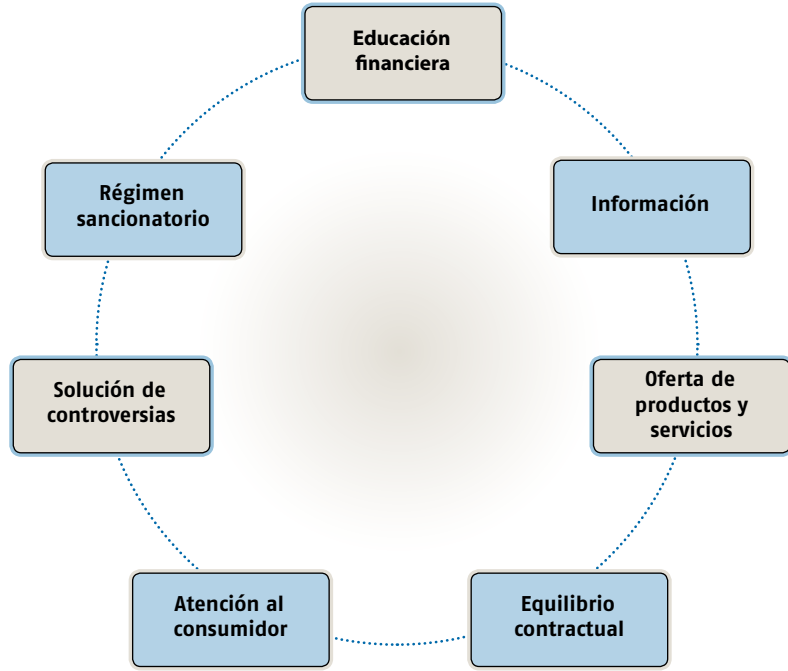 Educación
financiera
Información
Oferta de
productos y
servicios
Equilibrio
contractual
Atención al
consumidor
Solución de
controversias
Régimen
sancionatorio